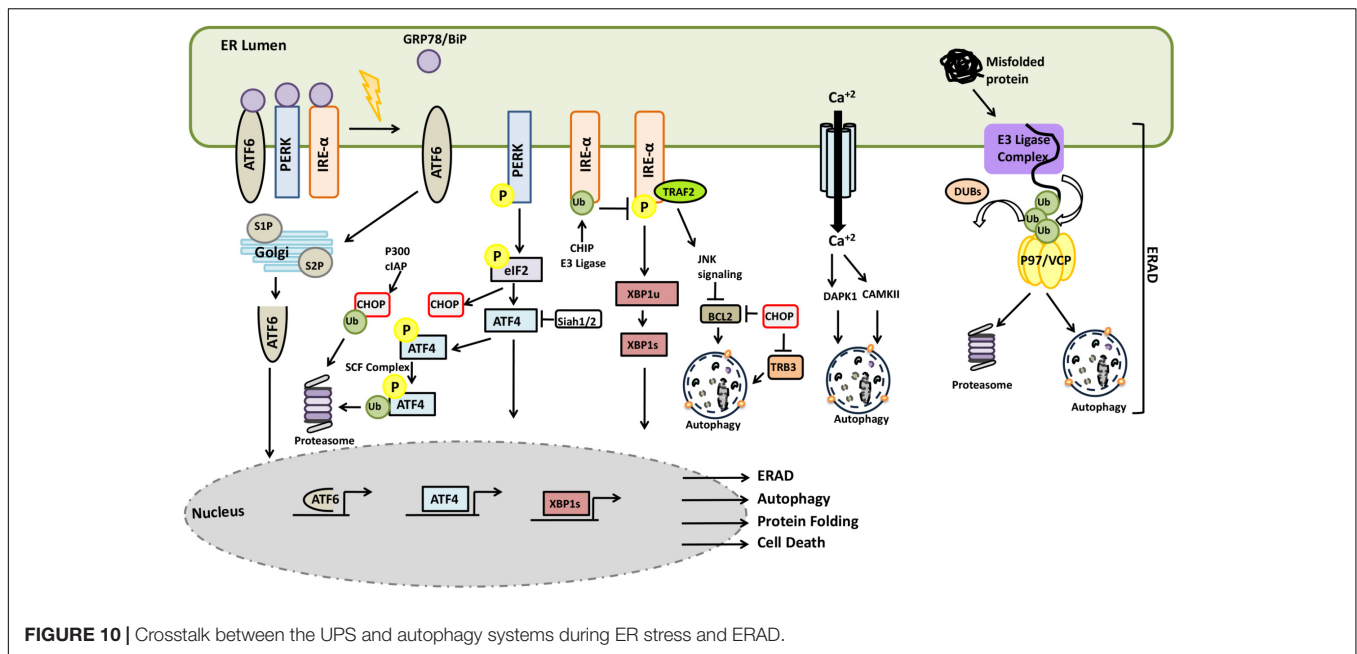 ER Lumen
GRP78/BiP
Misfolded
protein
ATF6
PERK
IRE-α
ATF6
PERK
IRE-α
IRE-α
Ca+2
E3 Ligase
Complex
P
Ub
P
TRAF2
DUBs
Ub
Ub
Ub
ERAD
S1P
Golgi
S2P
P300
cIAP
CHIP
E3 Ligase
Ca+2
P97/VCP
P
eIF2
JNK
signaling
CHOP
CHOP
XBP1u
DAPK1
CAMKII
Ub
ATF4
Siah1/2
BCL2
CHOP
ATF6
P
ATF4
XBP1s
TRB3
SCF Complex
P
Ub
ATF4
Proteasome
Autophagy
Autophagy
Proteasome
Autophagy
Nucleus
ATF6
ATF4
XBP1s
ERAD
Autophagy
Protein Folding
Cell Death
FIGURE 10 | Crosstalk between the UPS and autophagy systems during ER stress and ERAD.